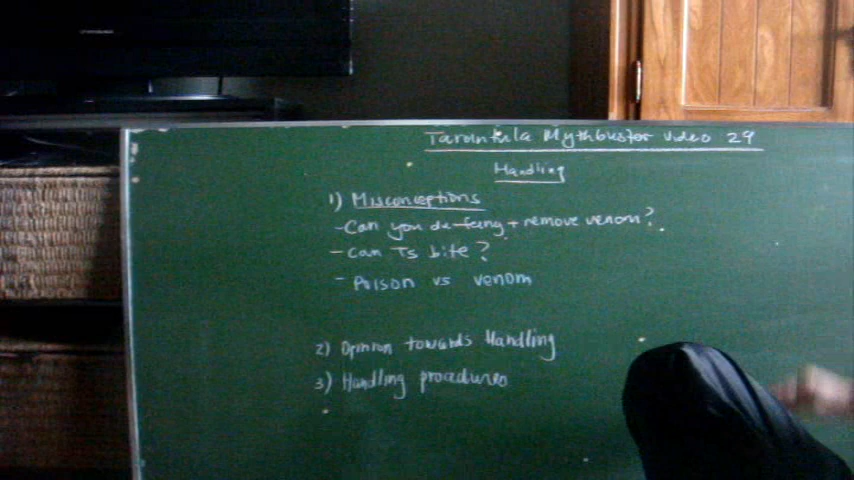 Tarantula Mythbuster video 29
Handling
1) Misconceptions
- Can you de-fang + remove venom?
- Can Ts bite?
- Poison vs venom
2) Opinion towards Handling
3) Handling procedures